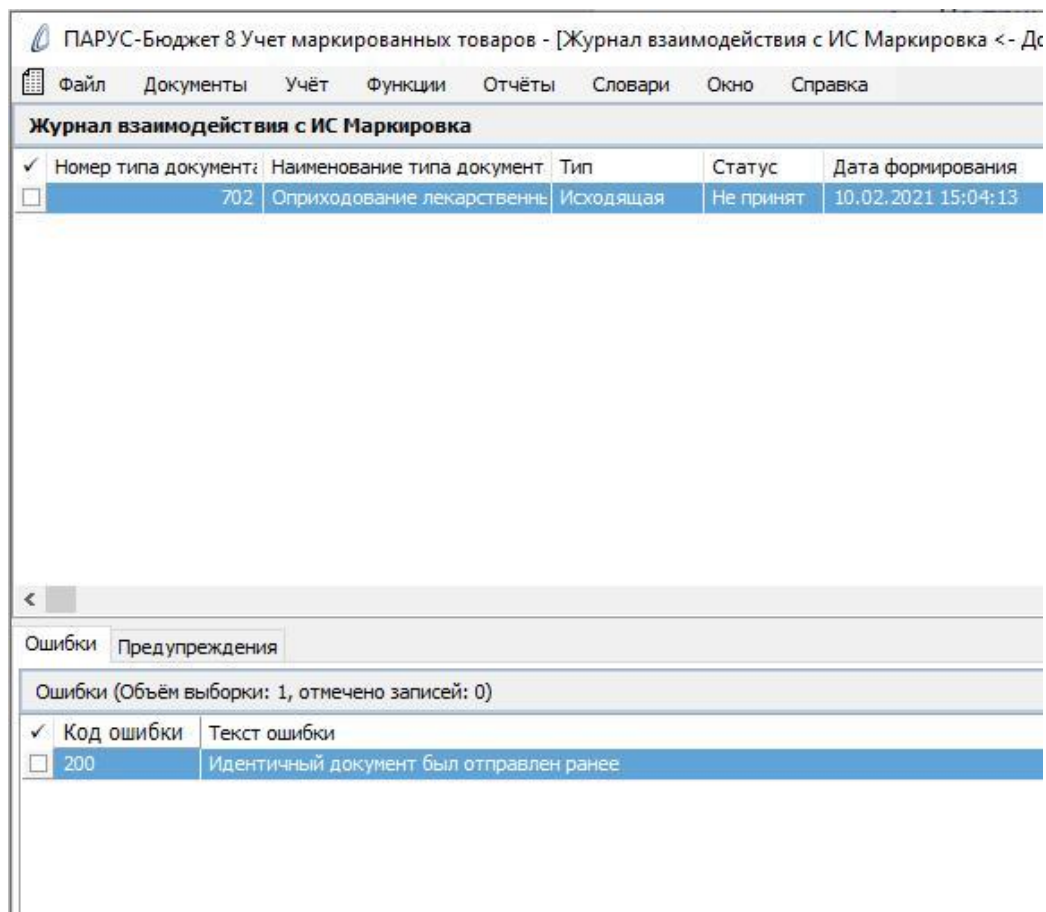 ПАРУС-Бюджет 8 Учет маркированных товаров - [Журнал взаимодействия с ИС Маркировка <- До
Файл Документы Учёт Функции Отчёты Словари Окно Справка
Журнал взаимодействия с ИС Маркировка
✓ Номер типа документа Наименование типа документ Тип Статус Дата формирования
702 Оприходование лекарственнь Исходящая Не принят 10.02.2021 15:04:13
Ошибки Предупреждения
Ошибки (Объём выборки: 1, отмечено записей: 0)
✓ Код ошибки Текст ошибки
200 Идентичный документ был отправлен ранее